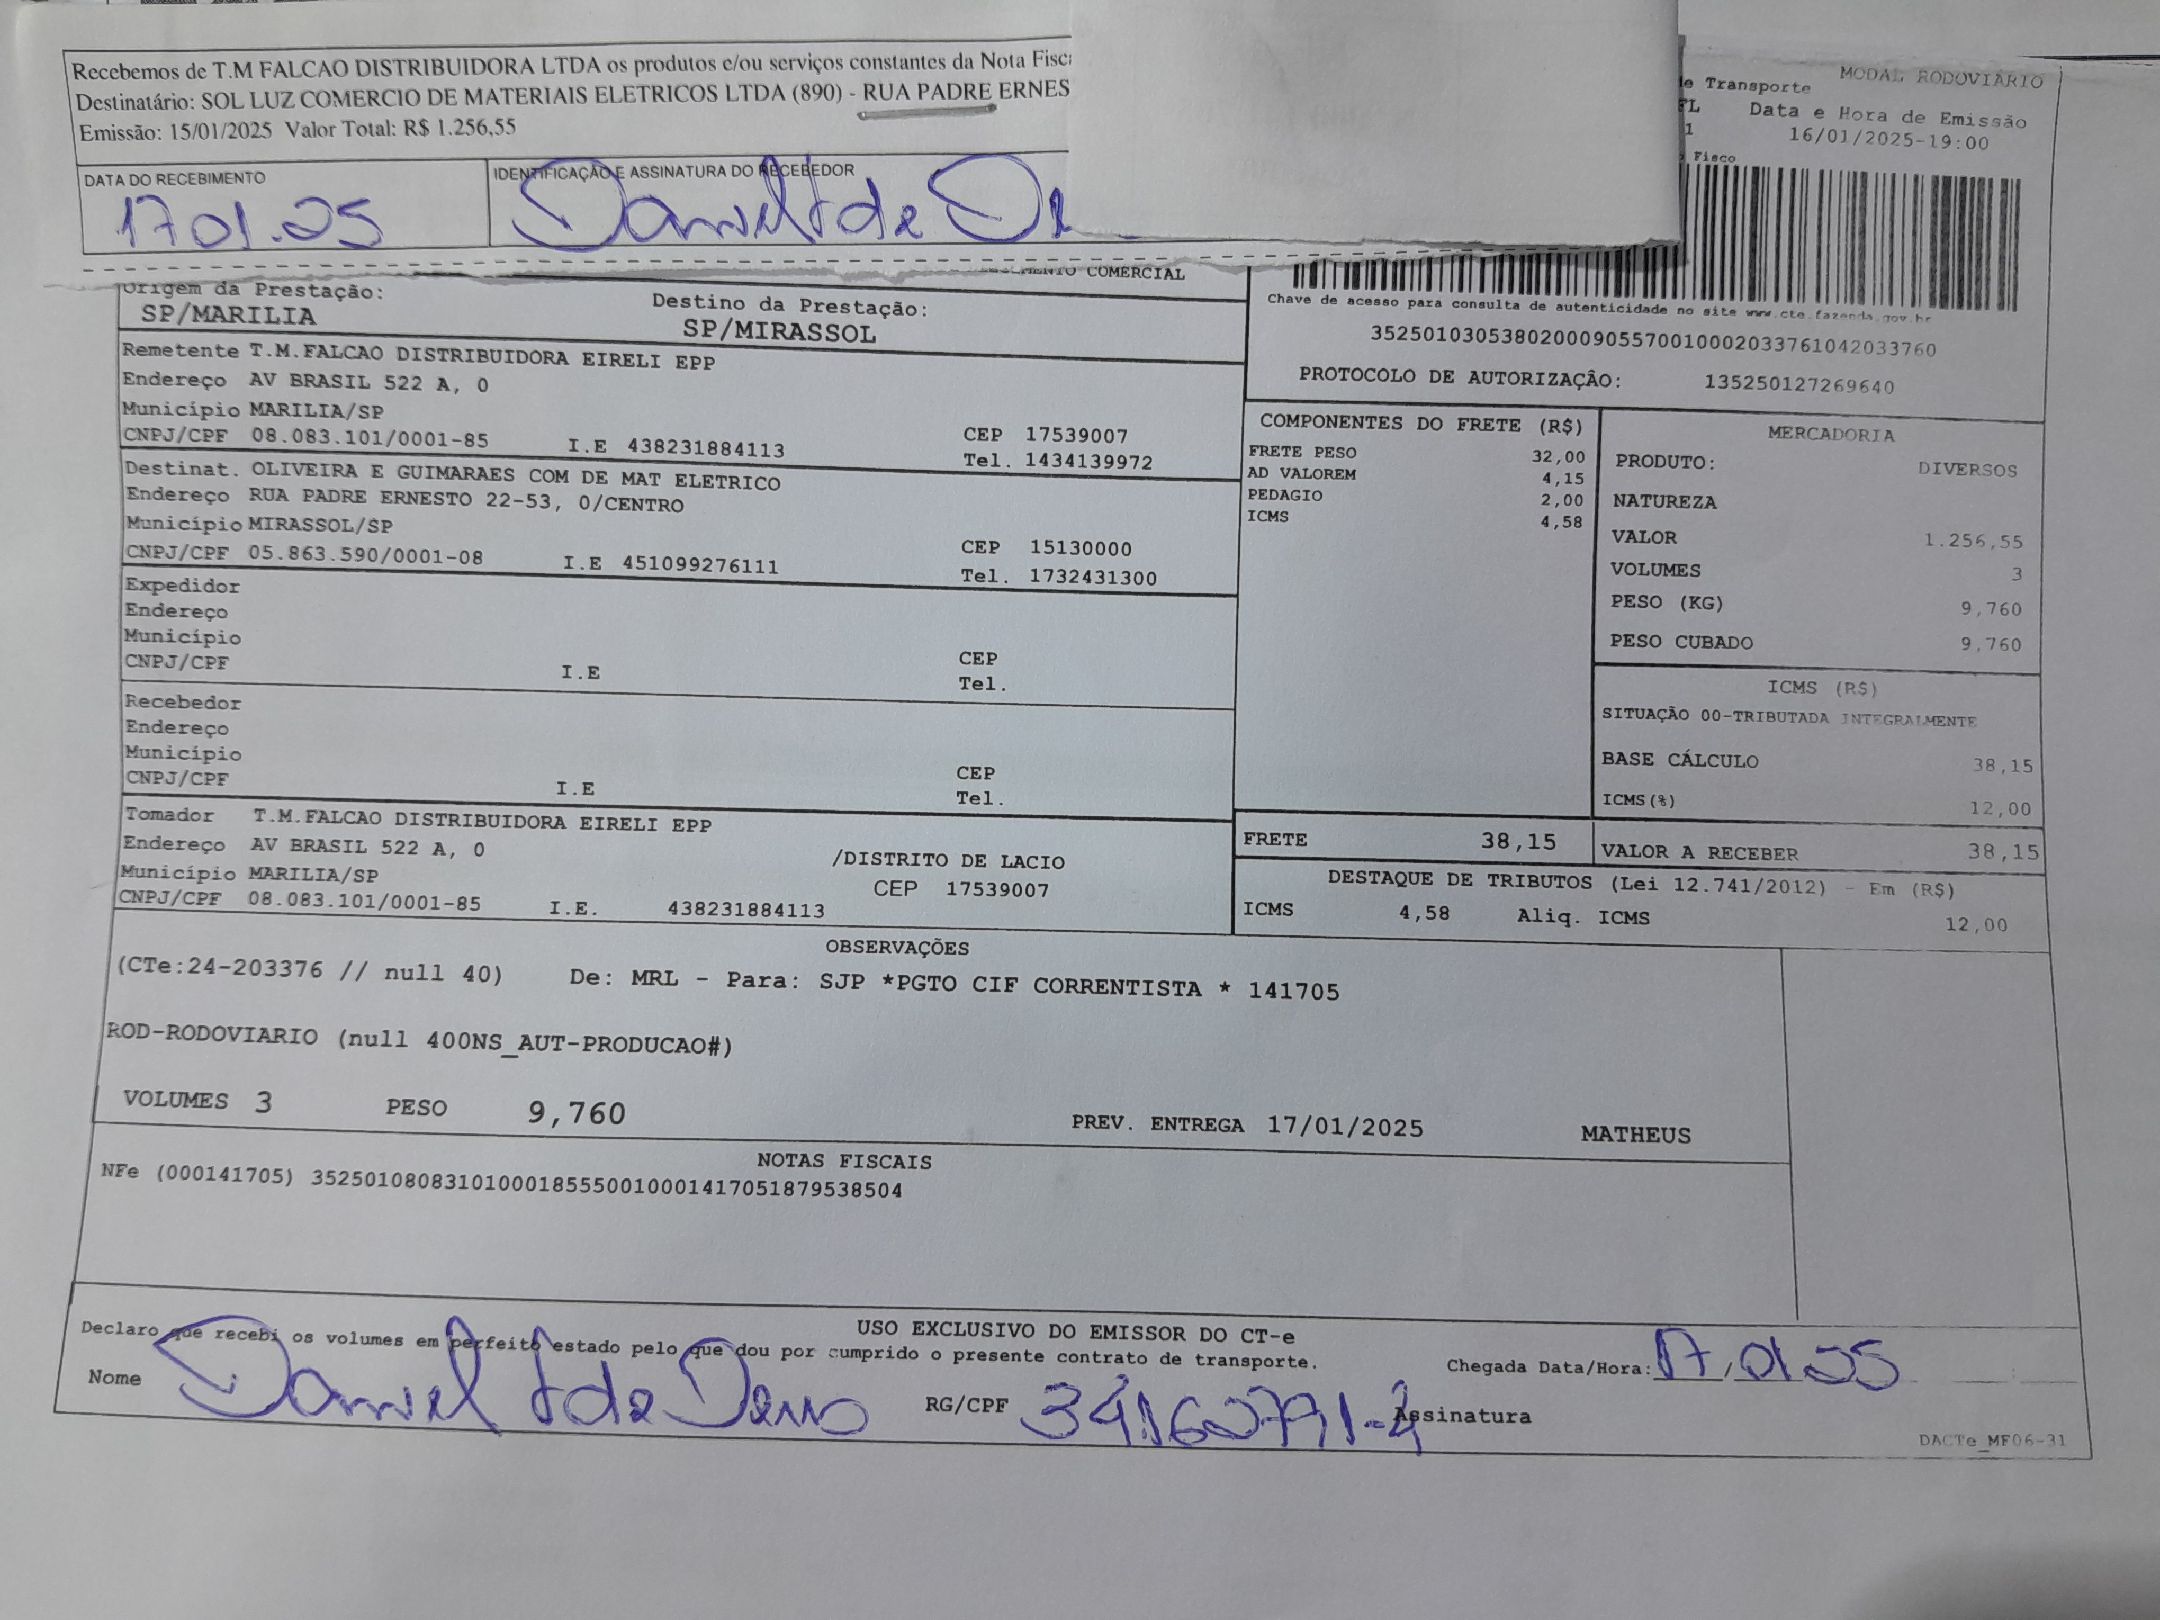 Recebemos de T.M FALCAO DISTRIBUIDORA LTDA os produtos e/ou serviços constantes da Nota
Destinatário: SOL LUZ COMERCIO DE MATERIAIS ELETRICOS LTDA (890) - RUA PADRE ERNES
Emissão: 15/01/2025 Valor Total: R$ 1.256,55
DATA DO RECEBIMENTO
17 01.25
IDENTIFICAÇÃO E ASSINATURA DO RECEBEDOR
MODAL RODOVIÁRIO
de Transporte
Data e Hora de Emissão
16/01/2025-19:00
Fisco
COMERCIAL
Origem da Prestação:
SP/MARILIA
Destino da Prestação:
SP/MIRASSOL
Chave de acesso para consulta de autenticidade no site www.cte.fazenda.gov.br
35250103053802000905570010002033761042033760
PROTOCOLO DE AUTORIZAÇÃO: 135250127269640
Remetente T.M.FALCAO DISTRIBUIDORA EIRELI EPP
Endereço AV BRASIL 522 A, 0
Município MARILIA/SP
CNPJ/CPF 08.083.101/0001-85 I.E 438231884113
CEP 17539007
Tel. 1434139972
Destinat. OLIVEIRA E GUIMARAES COM DE MAT ELETRICO
Endereço RUA PADRE ERNESTO 22-53, 0/CENTRO
Município MIRASSOL/SP
CNPJ/CPF 05.863.590/0001-08 I.E 451099276111
CEP 15130000
Tel. 1732431300
Expedidor
Endereço
Município
CNPJ/CPF I.E
CEP
Tel.
Recebedor
Endereço
Município
CNPJ/CPF I.E
CEP
Tel.
Tomador T.M.FALCAO DISTRIBUIDORA EIRELI EPP
Endereço AV BRASIL 522 A, 0 /DISTRITO DE LACIO
Município MARILIA/SP CEP 17539007
CNPJ/CPF 08.083.101/0001-85 I.E. 438231884113
COMPONENTES DO FRETE (R$)
FRETE PESO 32,00
AD VALOREM 4,15
PEDAGIO 2,00
ICMS 4,58
MERCADORIA
PRODUTO: DIVERSOS
NATUREZA
VALOR 1.256,55
VOLUMES 3
PESO (KG) 9,760
PESO CUBADO 9,760
ICMS (R$)
SITUAÇÃO 00-TRIBUTADA INTEGRALMENTE
BASE CÁLCULO 38,15
ICMS(%) 12,00
FRETE 38,15
VALOR A RECEBER 38,15
DESTAQUE DE TRIBUTOS (Lei 12.741/2012) - Em (R$)
ICMS 4,58 Aliq. ICMS 12,00
OBSERVAÇÕES
(CTe:24-203376 // null 40) De: MRL - Para: SJP *PGTO CIF CORRENTISTA * 141705
ROD-RODOVIARIO (null 400NS_AUT-PRODUCAO#)
VOLUMES 3 PESO 9,760 PREV. ENTREGA 17/01/2025 MATHEUS
NOTAS FISCAIS
NFe (000141705) 35250108083101000185550010001417051879538504
USO EXCLUSIVO DO EMISSOR DO CT-e
Declaro que recebi os volumes em perfeito estado pelo que dou por cumprido o presente contrato de transporte.
Chegada Data/Hora: 17/01 25
Nome Daniel
RG/CPF
Assinatura
DACTe_MF06-31